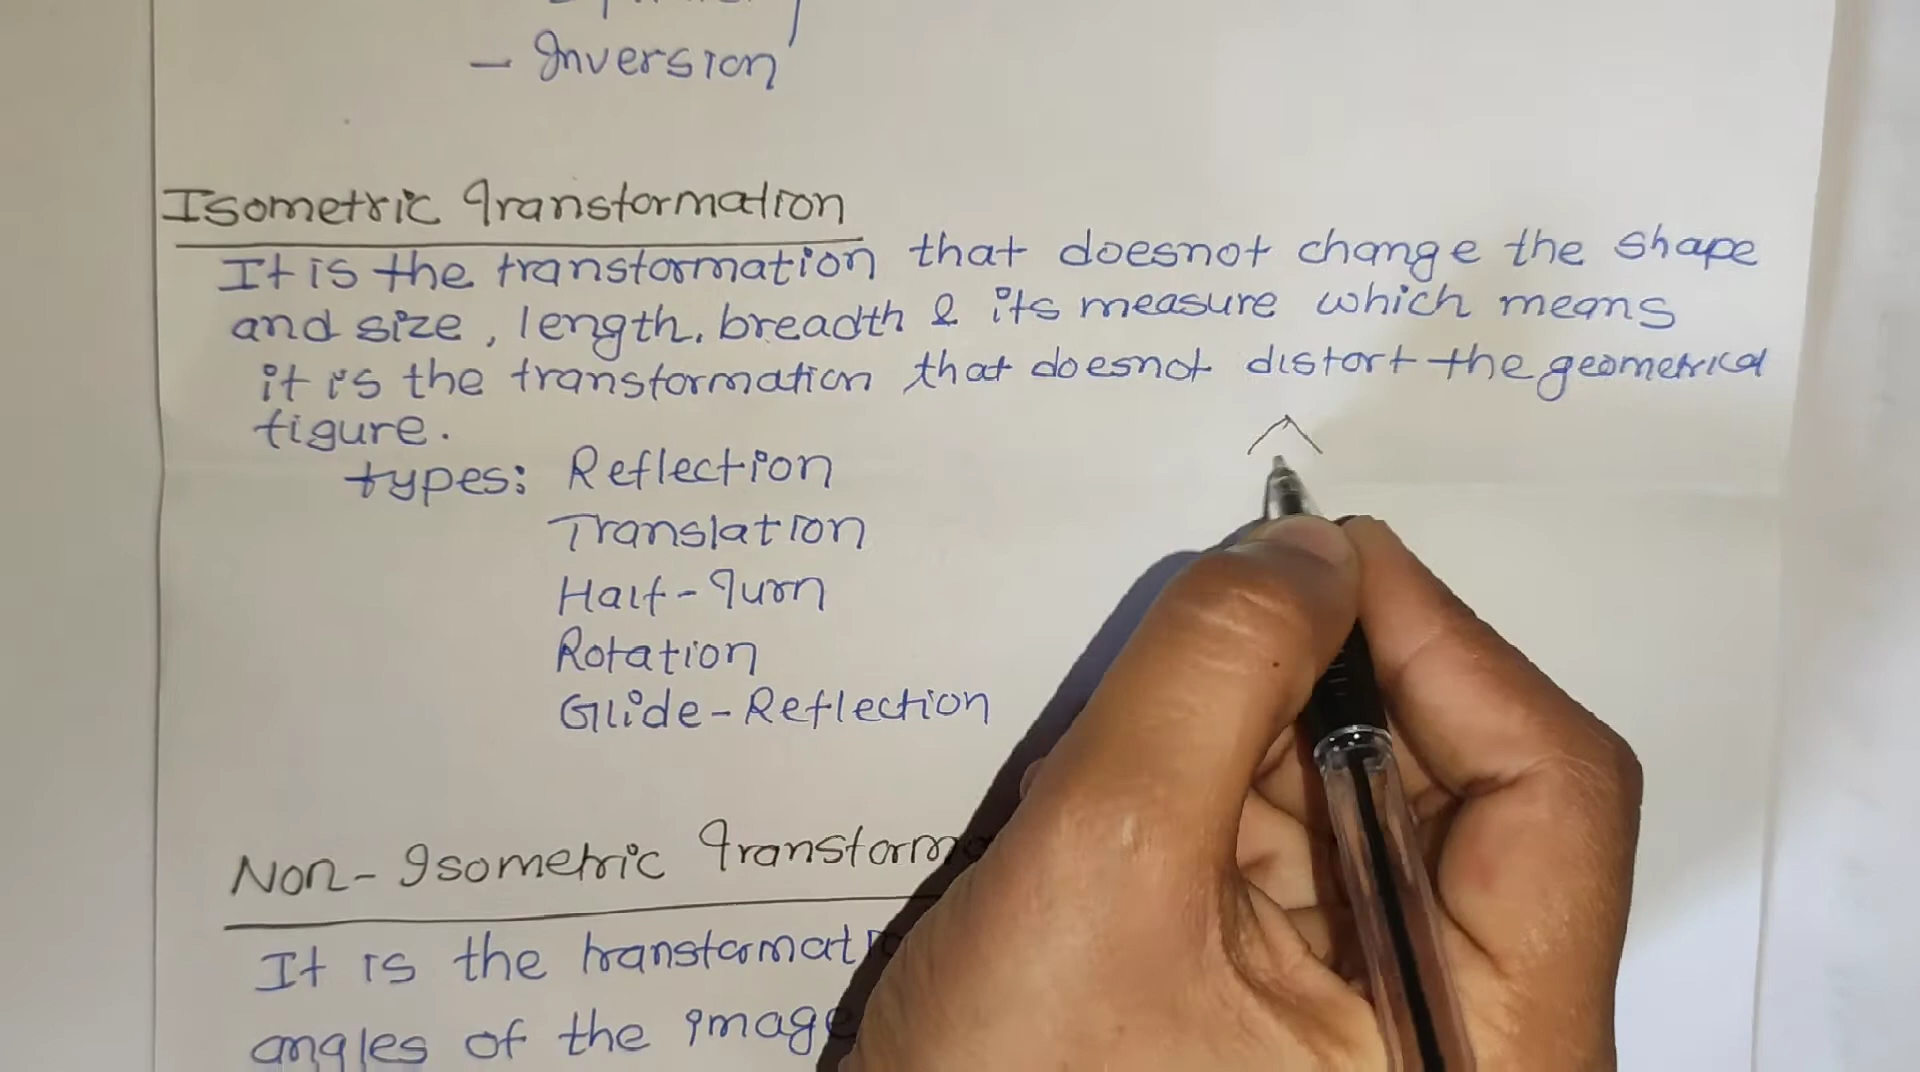 - Inversion
Isometric Transformation
It is the transformation that doesnot change the shape
and size, length, breadth & its measure which means
it is the transformation that doesnot distort the geometrical
figure.
types: Reflection
Translation
Half-Turn
Rotation
Glide-Reflection
Non-Isometric
It is the
angles of the image